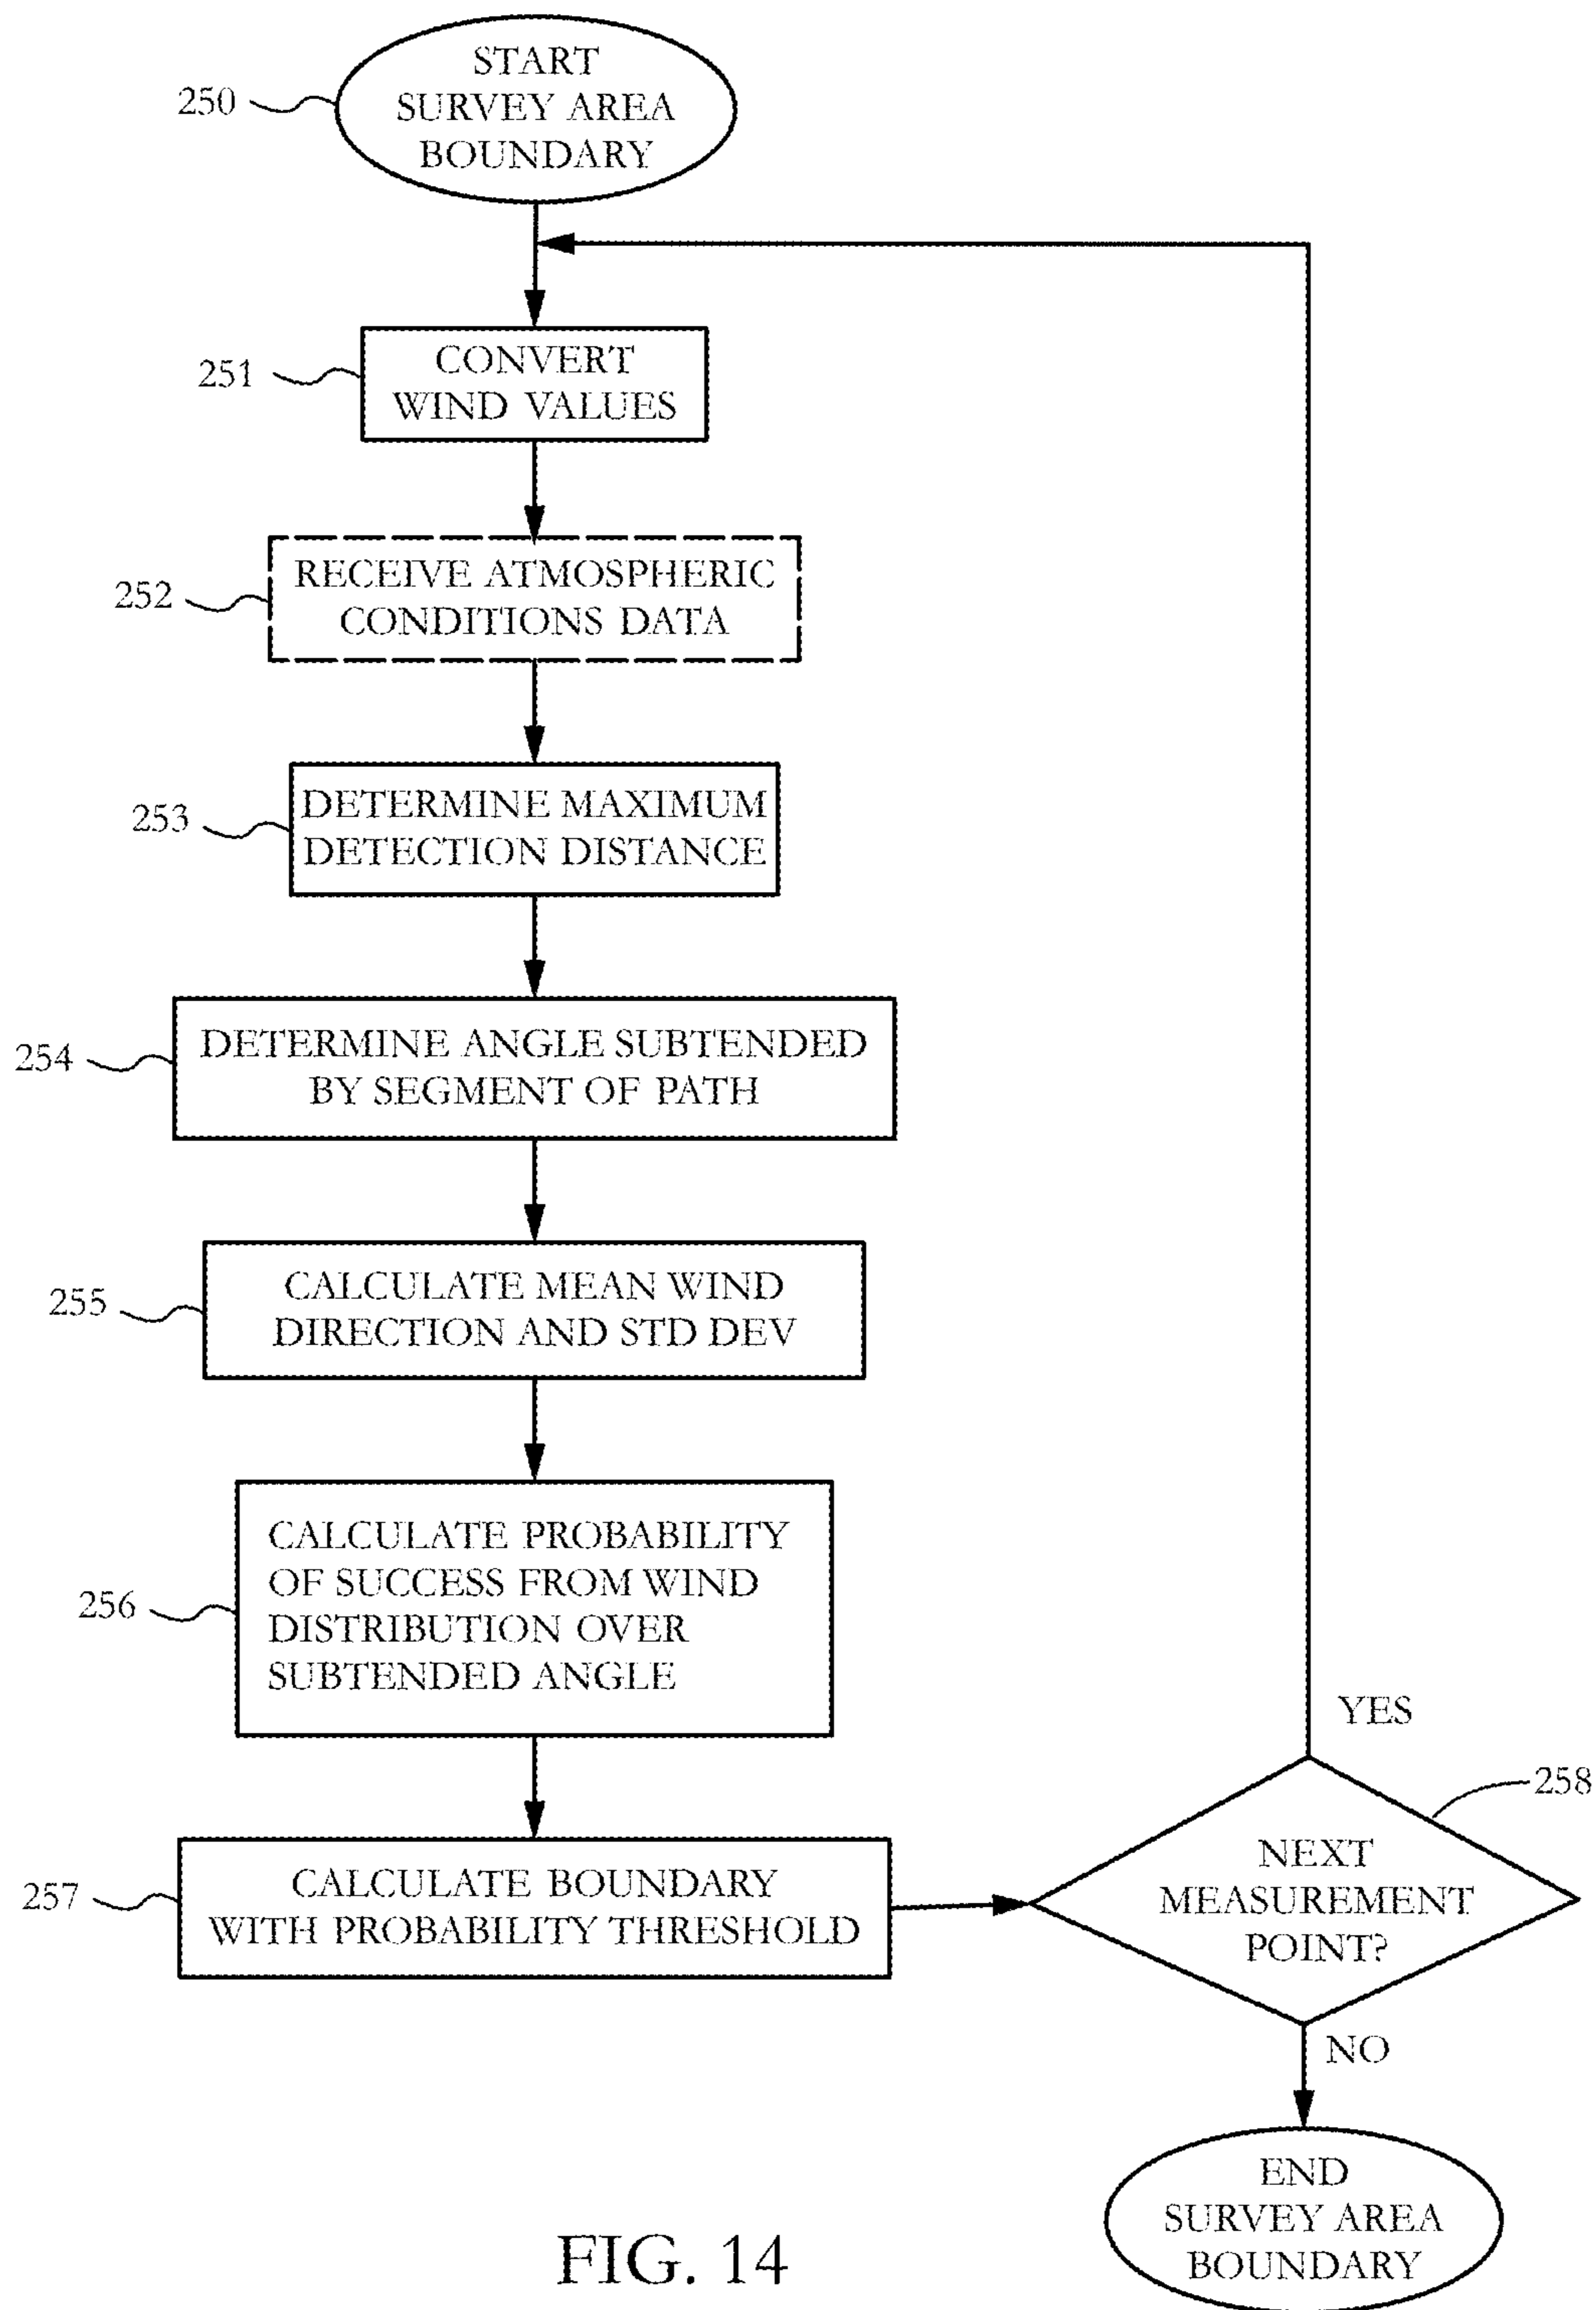 250
START
SURVEY AREA
BOUNDARY
251
CONVERT
WIND VALUES
252
RECEIVE ATMOSPHERIC
CONDITIONS DATA
253
DETERMINE MAXIMUM
DETECTION DISTANCE
254
DETERMINE ANGLE SUBTENDED
BY SEGMENT OF PATH
255
CALCULATE MEAN WIND
DIRECTION AND STD DEV
256
CALCULATE PROBABILITY
OF SUCCESS FROM WIND
DISTRIBUTION OVER
SUBTENDED ANGLE
257
CALCULATE BOUNDARY
WITH PROBABILITY THRESHOLD
YES
258
NEXT
MEASUREMENT
POINT?
NO
END
SURVEY AREA
BOUNDARY
FIG. 14